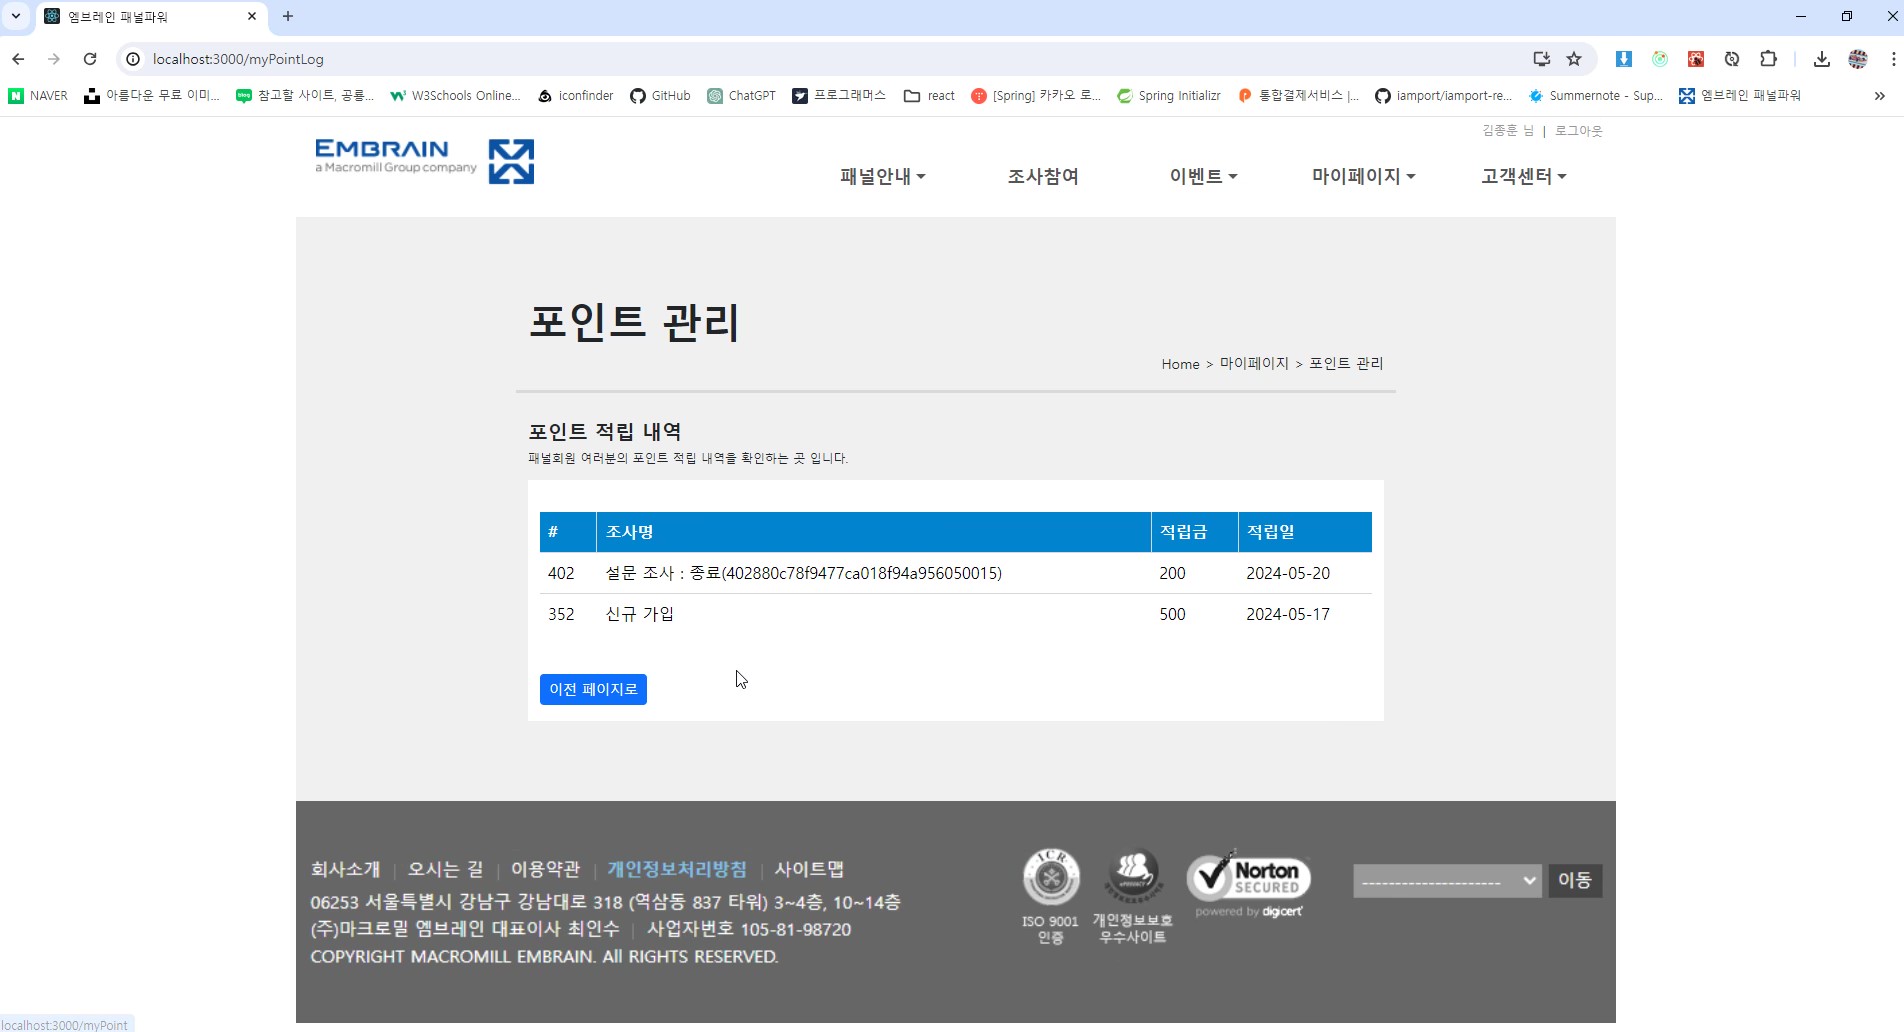 엠브레인 패널파워
localhost:3000/myPointLog
NAVER
아름다운 무료 이미...
참고할 사이트, 공룡...
W3Schools Online...
iconfinder
GitHub
ChatGPT
프로그래머스
react
[Spring] 카카오 로...
Spring Initializr
통합결제서비스 |...
iamport/iamport-re...
Summernote - Sup...
엠브레인 패널파워
김종훈 님 | 로그아웃
EMBRAIN
a Macromill Group company
패널안내 조사참여 이벤트 마이페이지 고객센터
포인트 관리
Home > 마이페이지 > 포인트 관리
포인트 적립 내역
패널회원 여러분의 포인트 적립 내역을 확인하는 곳 입니다.
# 조사명 적립금 적립일
402 설문 조사 : 종료(402880c78f9477ca018f94a956050015) 200 2024-05-20
352 신규 가입 500 2024-05-17
이전 페이지로
회사소개 | 오시는 길 | 이용약관 | 개인정보처리방침 | 사이트맵
06253 서울특별시 강남구 강남대로 318 (역삼동 837 타워) 3~4층, 10~14층
(주)마크로밀 엠브레인 대표이사 최인수 | 사업자번호 105-81-98720
COPYRIGHT MACROMILL EMBRAIN. All RIGHTS RESERVED.
ICR
ISO 9001
인증
개인정보보호
우수사이트
Norton
SECURED
powered by digicert
---------------------
이동
localhost:3000/myPoint